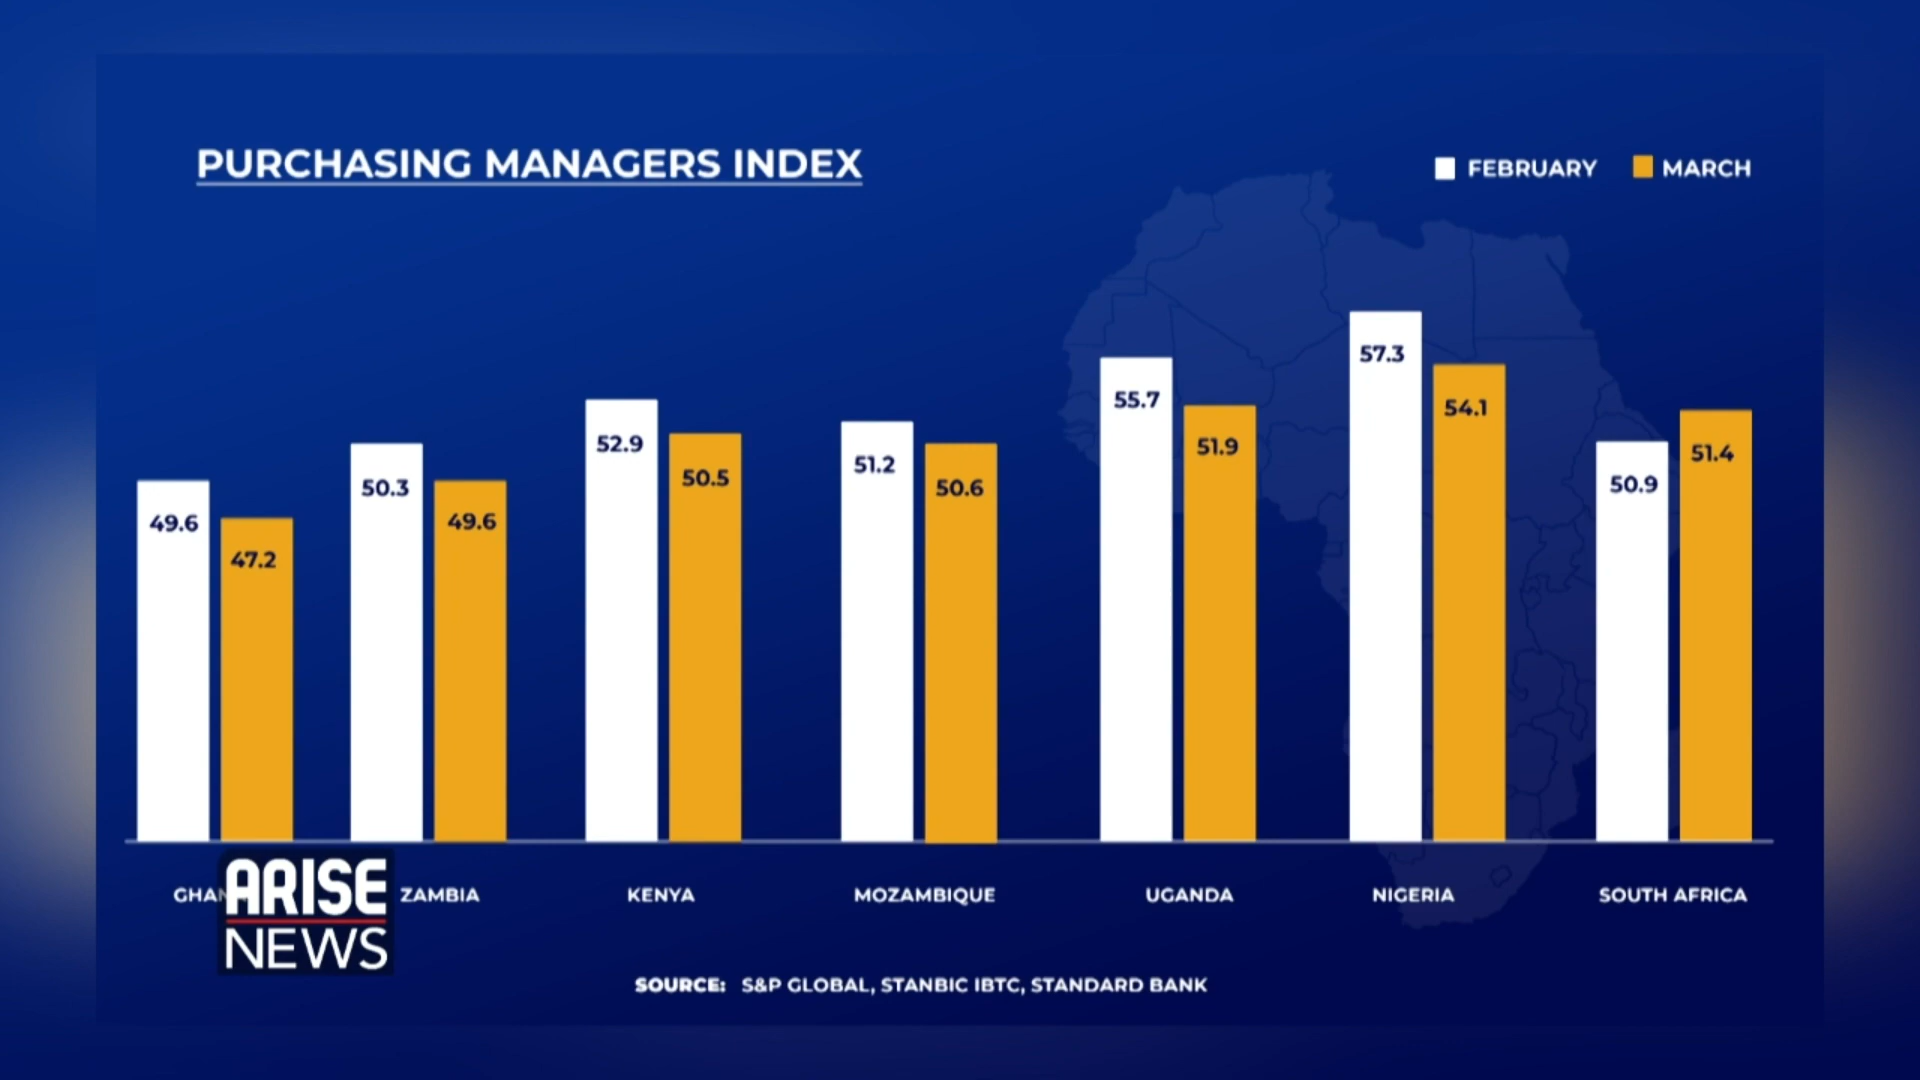 PURCHASING MANAGERS INDEX
FEBRUARY MARCH
57.3
55.7 54.1
52.9 51.2 51.9 50.9 51.4
50.3 50.5 50.6
49.6 49.6
47.2
ZAMBIA KENYA MOZAMBIQUE UGANDA NIGERIA SOUTH AFRICA
ARISE
NEWS
SOURCE: S&P GLOBAL, STANBIC IBTC, STANDARD BANK